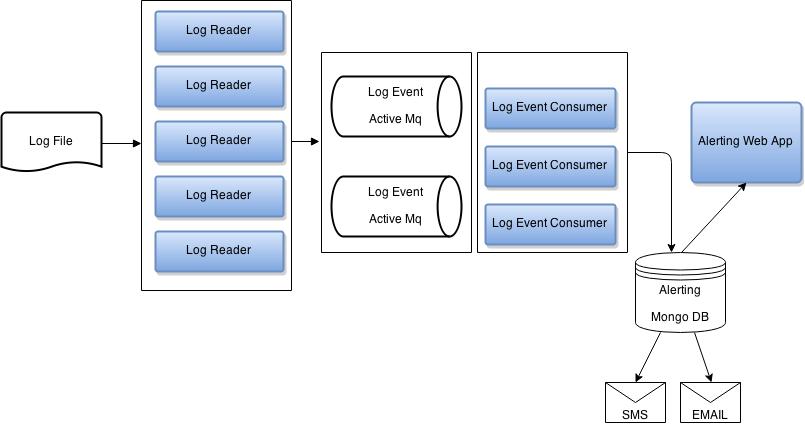 Log File
Log Reader
Log Reader
Log Reader
Log Reader
Log Reader
Log Event
Active Mq
Log Event
Active Mq
Log Event Consumer
Log Event Consumer
Log Event Consumer
Alerting Web App
Alerting
Mongo DB
SMS
EMAIL